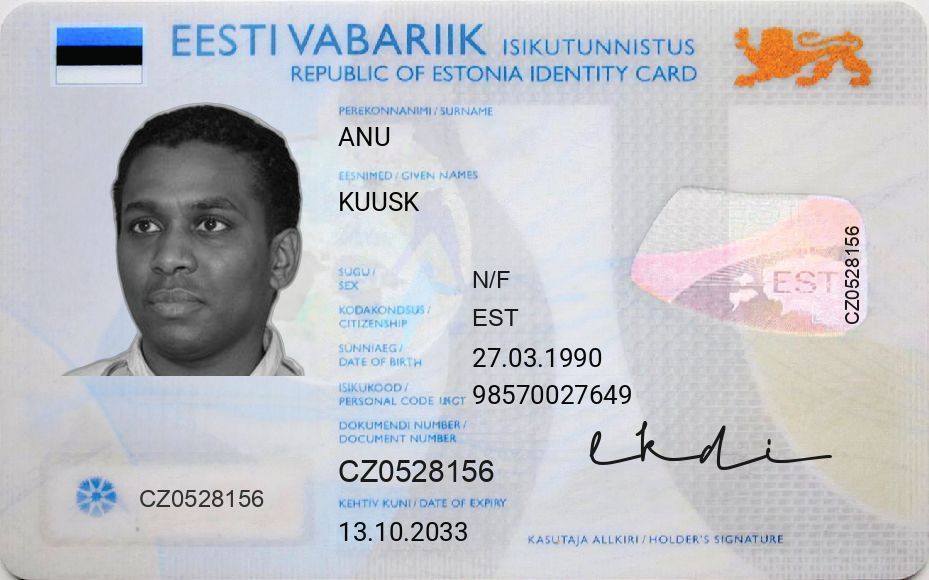 EESTI VABARIIK ISIKUTUNNISTUS
REPUBLIC OF ESTONIA IDENTITY CARD
PEREKONNANIMI / SURNAME
ANU
EESNIMED / GIVEN NAMES
KUUSK
SUGU / SEX
N/F
KODAKONDSUS / CITIZENSHIP
EST
SÜNNIAEG / DATE OF BIRTH
27.03.1990
ISIKUKOOD / PERSONAL CODE
98570027649
DOKUMENDI NUMBER / DOCUMENT NUMBER
CZ0528156
KEHTIV KUNI / DATE OF EXPIRY
13.10.2033
CZ0528156
EST
CZ0528156
KASUTAJA ALLKIRI / HOLDER'S SIGNATURE